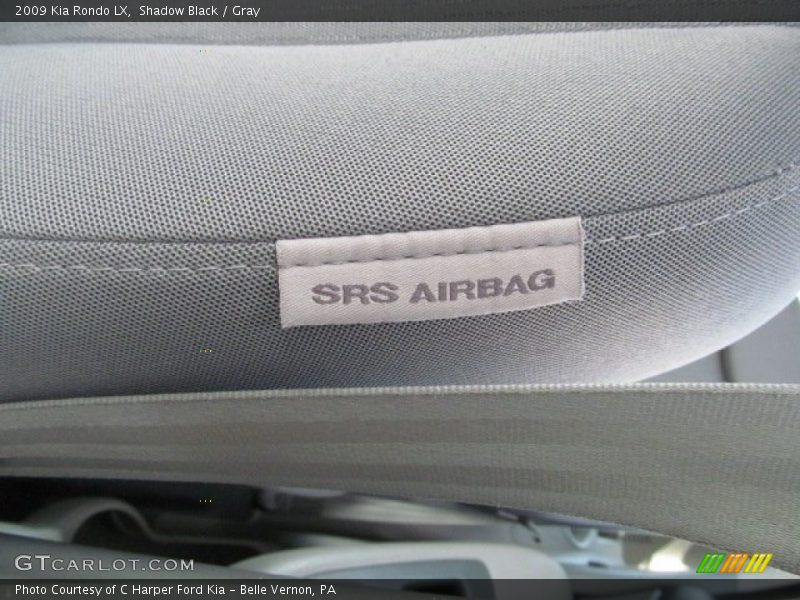 2009 Kia Rondo LX, Shadow Black / Gray
SRS AIRBAG
GTCARLOT.COM
Photo Courtesy of C Harper Ford Kia - Belle Vernon, PA